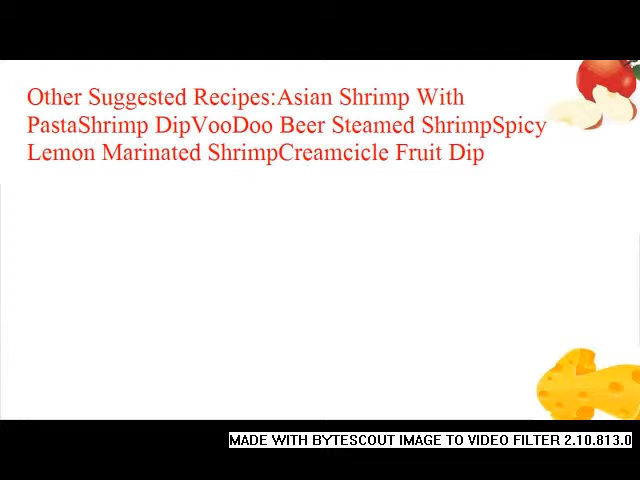 Other Suggested Recipes:Asian Shrimp With
PastaShrimp DipVooDoo Beer Steamed ShrimpSpicy
Lemon Marinated ShrimpCreamcicle Fruit Dip
MADE WITH BYTESCOUT IMAGE TO VIDEO FILTER 2.10.813.0